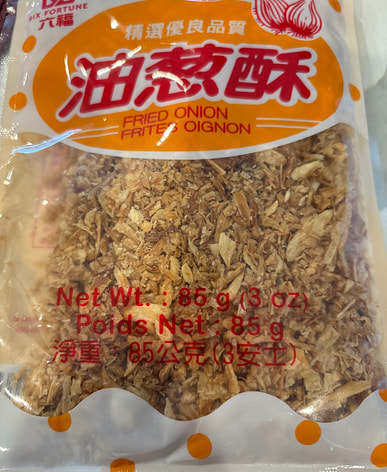 SIX FORTUNE
六福
精選優良品質
油葱酥
FRIED ONION
FRITES OIGNON
Net Wt. : 85 g (3 oz)
Poids Net : 85 g
淨重 : 85公克(3安士)